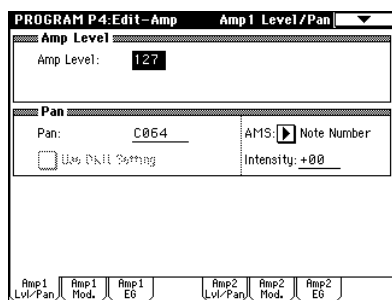 PROGRAM P4:Edit-Amp Amp1 Level/Pan
Amp Level
Amp Level: 127
Pan
Pan: C064 AMS: Note Number
Use DKit Setting Intensity: +00
Amp1 Lvl/Pan Amp1 Mod. Amp1 EG Amp2 Lvl/Pan Amp2 Mod. Amp2 EG